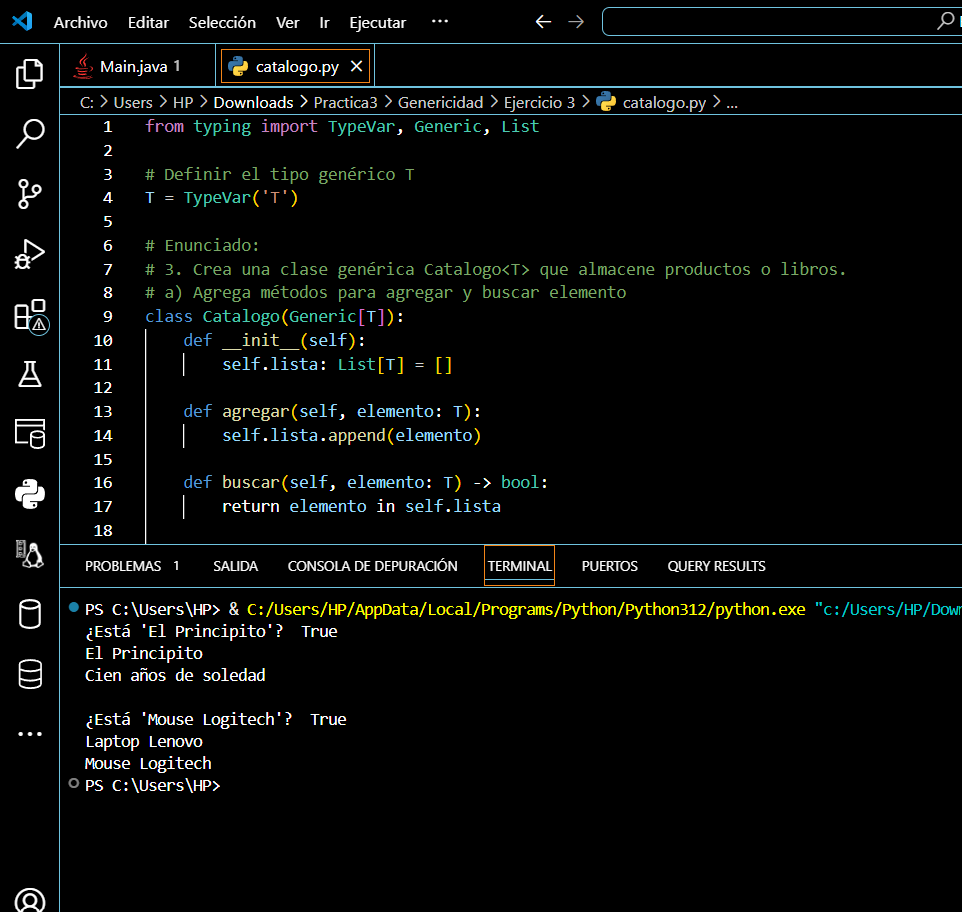 Archivo Editar Selección Ver Ir Ejecutar ···
Main.java 1 catalogo.py
C: > Users > HP > Downloads > Practica3 > Genericidad > Ejercicio 3 > catalogo.py > ...
1 from typing import TypeVar, Generic, List
2
3 # Definir el tipo genérico T
4 T = TypeVar('T')
5
6 # Enunciado:
7 # 3. Crea una clase genérica Catalogo<T> que almacene productos o libros.
8 # a) Agrega métodos para agregar y buscar elemento
9 class Catalogo(Generic[T]):
10 def __init__(self):
11 self.lista: List[T] = []
12
13 def agregar(self, elemento: T):
14 self.lista.append(elemento)
15
16 def buscar(self, elemento: T) -> bool:
17 return elemento in self.lista
18
PROBLEMAS 1 SALIDA CONSOLA DE DEPURACIÓN TERMINAL PUERTOS QUERY RESULTS
PS C:\Users\HP> & C:/Users/HP/AppData/Local/Programs/Python/Python312/python.exe "c:/Users/HP/Dow
¿Está 'El Principito'?  True
El Principito
Cien años de soledad
¿Está 'Mouse Logitech'?  True
Laptop Lenovo
Mouse Logitech
PS C:\Users\HP>